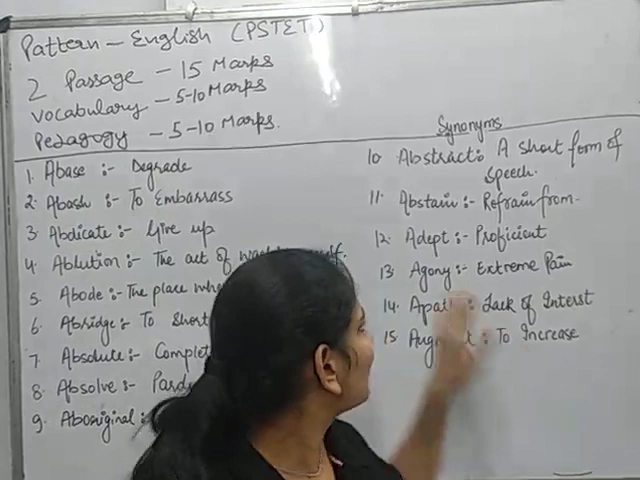 Pattern - English (PSTET)
2 Passage - 15 Marks
Vocabulary - 5-10 Marks
Pedagogy - 5-10 Marks.
Synonyms
1. Abase :- Degrade
2. Abash :- To Embarrass
3. Abdicate :- Give up
4. Ablution :- The act of
5. Abode :- The place
6. Abridge :- To Short
7. Absolute :- Complet
8. Absolve :- Pard
9. Aboriginal :
10. Abstract :- A short form of
speech.
11. Abstain :- Refrain from.
12. Adept :- Proficient
13. Agony :- Extreme Pain
14. Apat : Lack of Interst
15. Aug t : To Increase